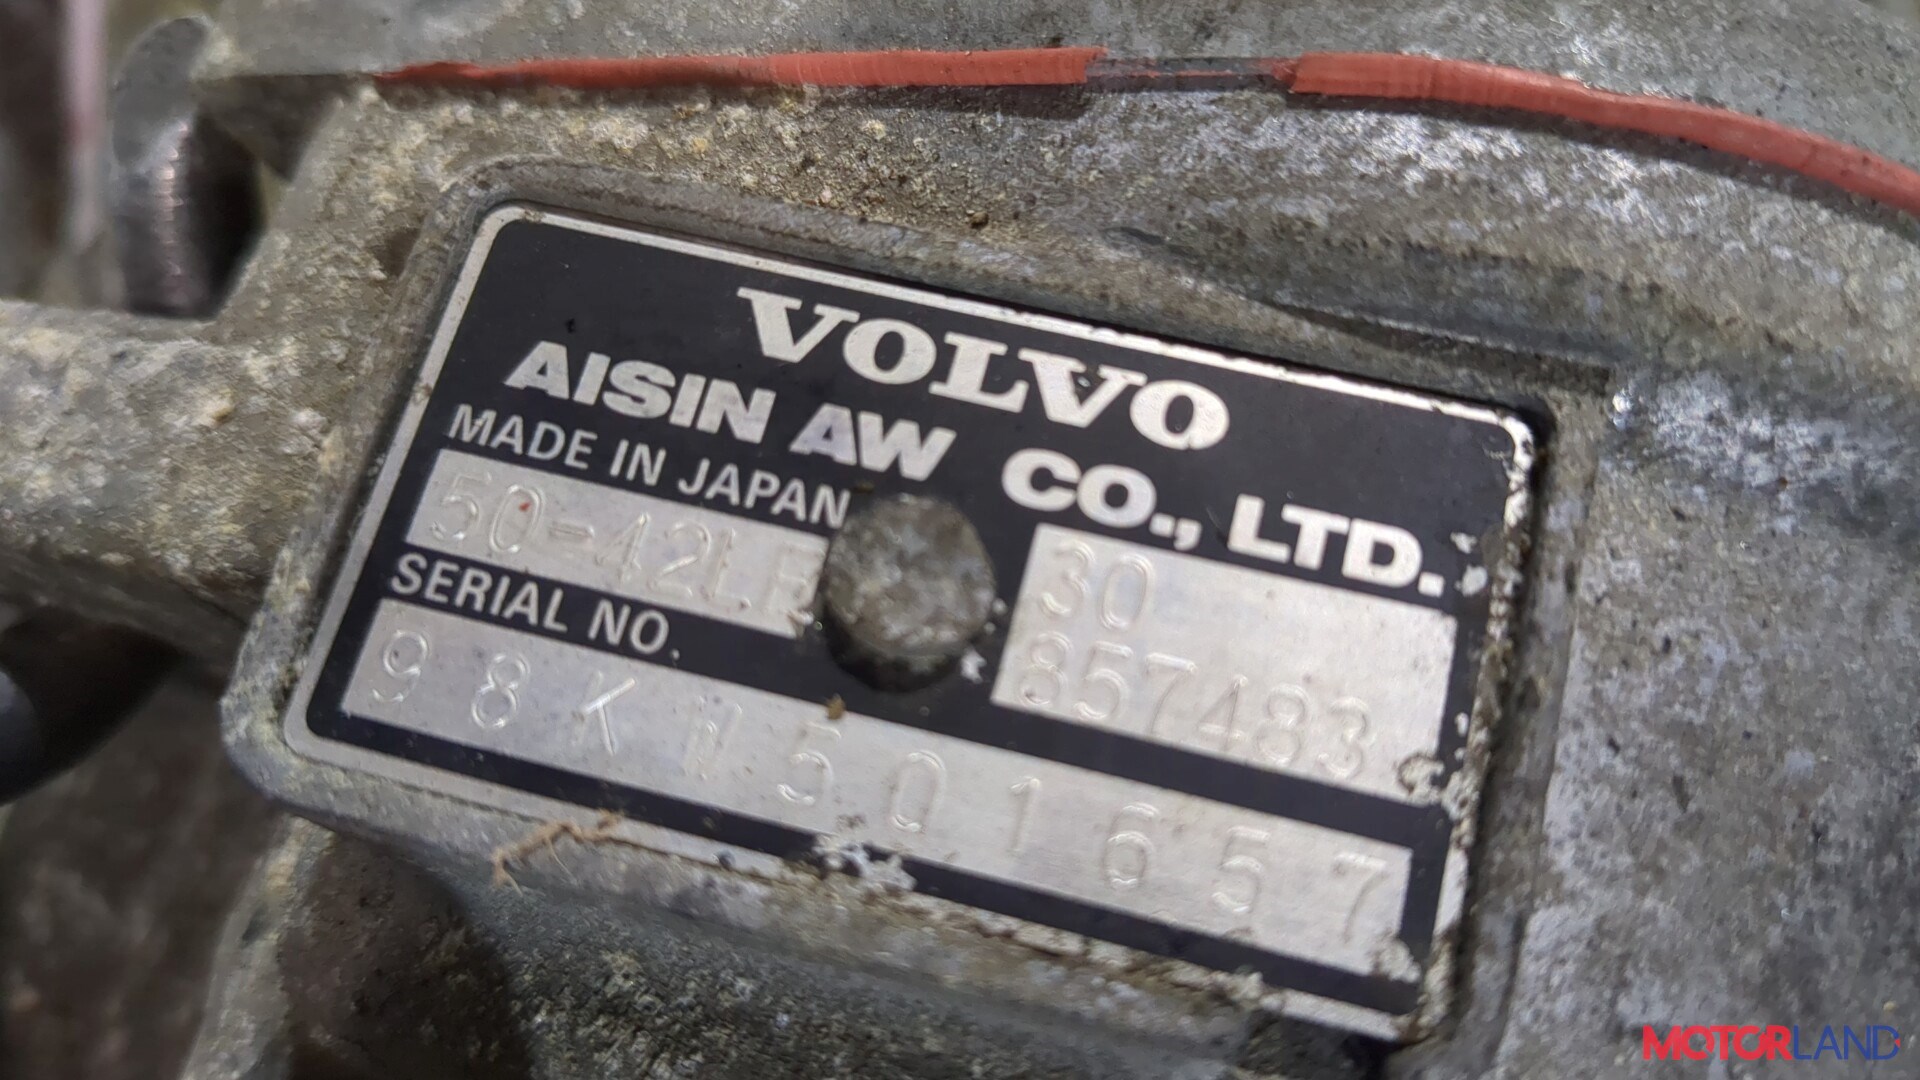 VOLVO
AISIN AW CO., LTD.
MADE IN JAPAN
50-42LE
30
857483
SERIAL NO.
98KW501657
MOTORLAND